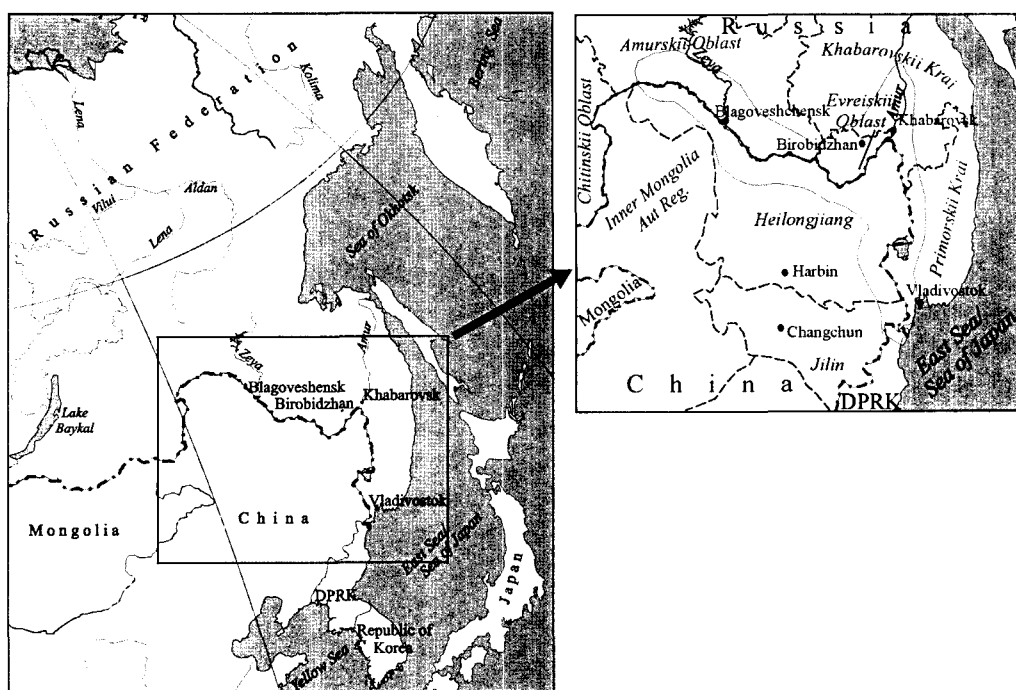 Russian Federation
Lena
Vilui
Aldan
Lena
Kolima
Bering Sea
Sea of Okhotsk
Amur
Zeya
Blagoveshensk
Birobidzhan
Khabarovsk
Lake
Baykal
Mongolia
China
Vladivostok
East Sea/
Sea of Japan
DPRK
Japan
Republic of
Korea
Yellow Sea
Russia
Amurskii Oblast
Zeya
Khabarovskii Krai
Chitinskii Oblast
Blagoveshchensk
Evreiskii
Oblast
Amur
Khabarovsk
Birobidzhan
Inner Mongolia
Aut Reg.
Heilongjiang
Primorskii Krai
Harbin
Mongolia
Vladivostok
Changchun
East Sea/
Sea of Japan
Jilin
China
DPRK